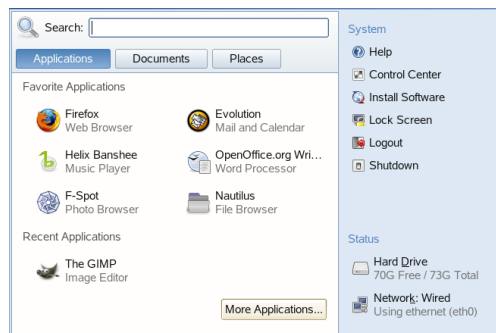 Search:
Applications
Documents
Places
Favorite Applications
Firefox
Web Browser
Evolution
Mail and Calendar
Helix Banshee
Music Player
OpenOffice.org Wri...
Word Processor
F-Spot
Photo Browser
Nautilus
File Browser
Recent Applications
The GIMP
Image Editor
More Applications...
System
Help
Control Center
Install Software
Lock Screen
Logout
Shutdown
Status
Hard Drive
70G Free / 73G Total
Network: Wired
Using ethernet (eth0)